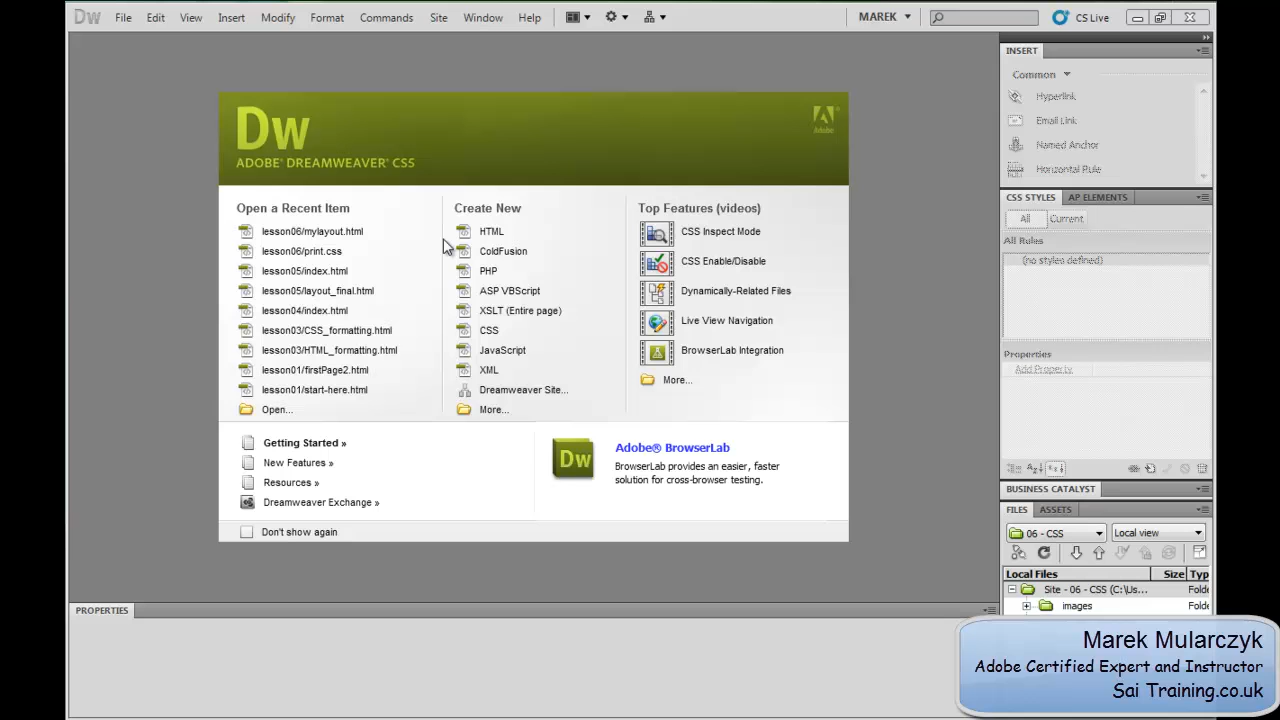 Dw File Edit View Insert Modify Format Commands Site Window Help MAREK CS Live
INSERT
Common
Hyperlink
Email Link
Named Anchor
Horizontal Rule
CSS STYLES AP ELEMENTS
All Current
All Rules
(no styles defined)
Properties
Add Property
BUSINESS CATALYST
FILES ASSETS
06 - CSS Local view
Local Files Size Typ
Site - 06 - CSS (C:\Us... Folde
images Folde
Dw
ADOBE® DREAMWEAVER® CS5
Adobe
Open a Recent Item
lesson06/mylayout.html
lesson06/print.css
lesson05/index.html
lesson05/layout_final.html
lesson04/index.html
lesson03/CSS_formatting.html
lesson03/HTML_formatting.html
lesson01/firstPage2.html
lesson01/start-here.html
Open...
Create New
HTML
ColdFusion
PHP
ASP VBScript
XSLT (Entire page)
CSS
JavaScript
XML
Dreamweaver Site...
More...
Top Features (videos)
CSS Inspect Mode
CSS Enable/Disable
Dynamically-Related Files
Live View Navigation
BrowserLab Integration
More...
Getting Started »
New Features »
Resources »
Dreamweaver Exchange »
Dw
Adobe® BrowserLab
BrowserLab provides an easier, faster
solution for cross-browser testing.
Don't show again
PROPERTIES
Marek Mularczyk
Adobe Certified Expert and Instructor
Sai Training.co.uk